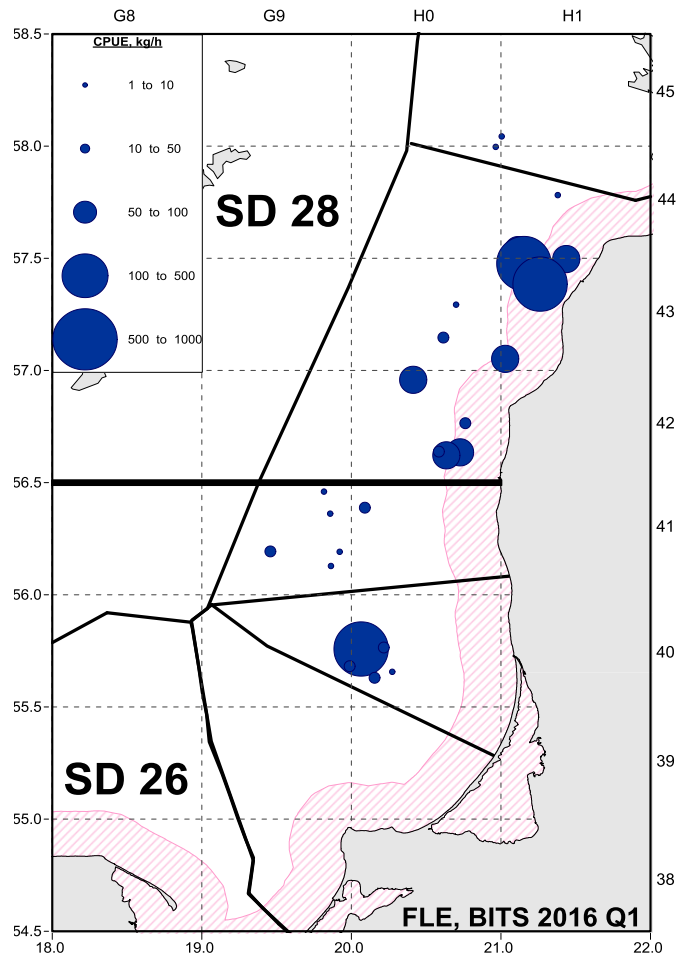 G8 G9 H0 H1
58.5
CPUE, kg/h
1 to 10
45
10 to 50
58.0
44
SD 28
50 to 100
57.5
100 to 500
43
500 to 1000
57.0
42
56.5
41
56.0
40
55.5
39
SD 26
55.0
38
FLE, BITS 2016 Q1
54.5
18.0 19.0 20.0 21.0 22.0